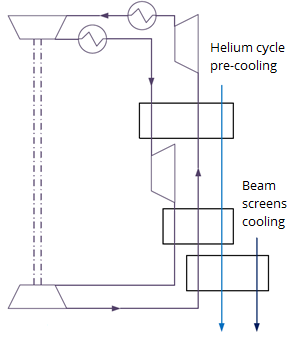 Helium cycle
pre-cooling
Beam
screens
cooling